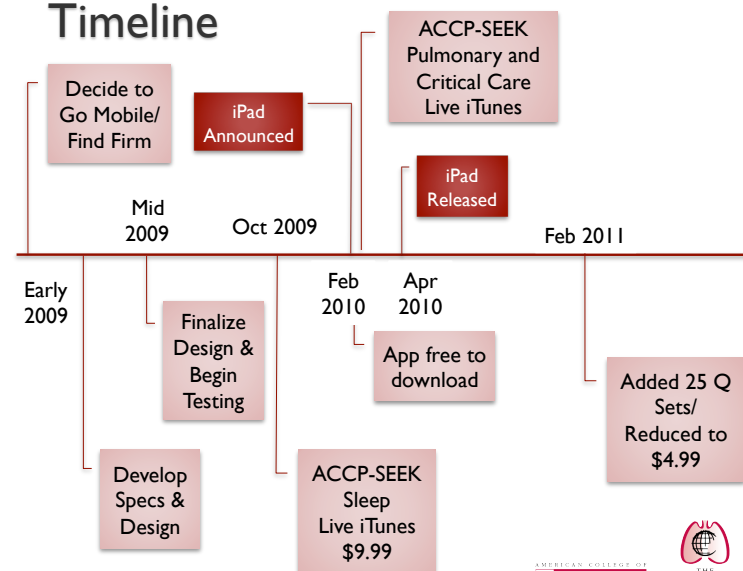 Timeline
Decide to
Go Mobile/
Find Firm
iPad
Announced
ACCP-SEEK
Pulmonary and
Critical Care
Live iTunes
iPad
Released
Mid
2009
Oct 2009
Feb 2011
Early
2009
Feb
2010
Apr
2010
Finalize
Design &
Begin
Testing
App free to
download
Added 25 Q
Sets/
Reduced to
$4.99
Develop
Specs &
Design
ACCP-SEEK
Sleep
Live iTunes
$9.99
AMERICAN COLLEGE OF
THE